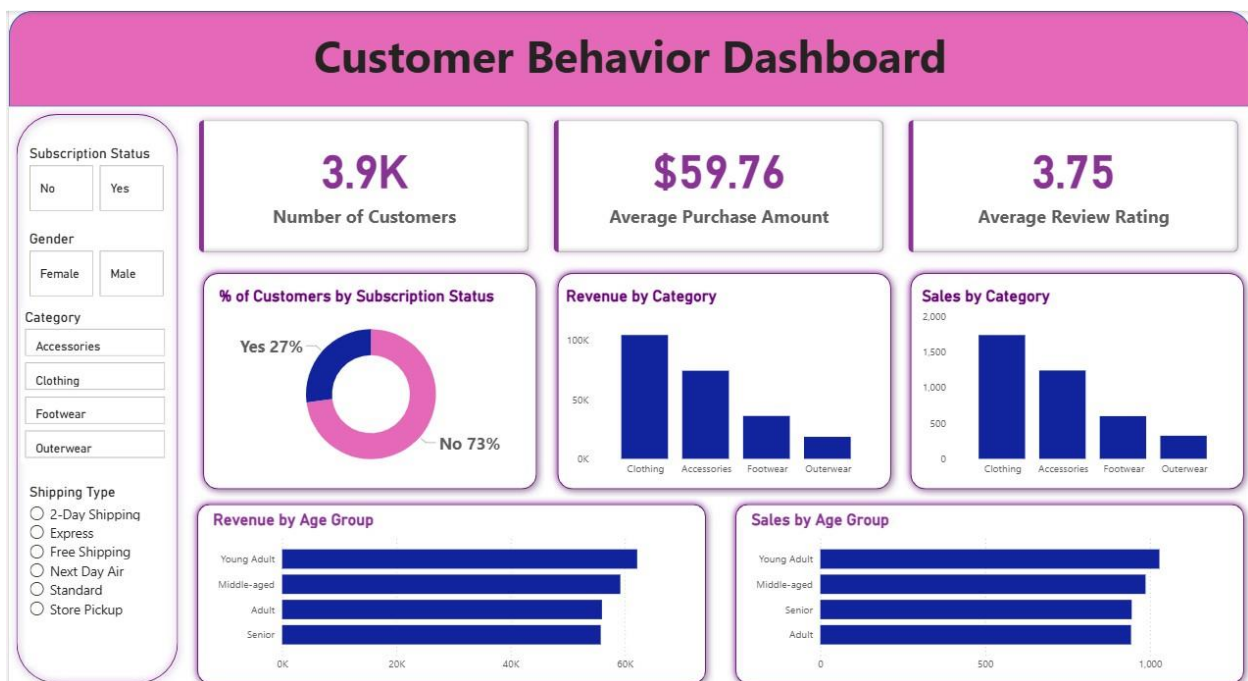 Customer Behavior Dashboard
Subscription Status
No Yes
Gender
Female Male
Category
Accessories
Clothing
Footwear
Outerwear
Shipping Type
2-Day Shipping
Express
Free Shipping
Next Day Air
Standard
Store Pickup
3.9K
Number of Customers
$59.76
Average Purchase Amount
3.75
Average Review Rating
% of Customers by Subscription Status
Yes 27%
No 73%
Revenue by Category
100K
50K
0K
Clothing Accessories Footwear Outerwear
Sales by Category
2,000
1,500
1,000
500
0
Clothing Accessories Footwear Outerwear
Revenue by Age Group
Young Adult
Middle-aged
Adult
Senior
0K 20K 40K 60K
Sales by Age Group
Young Adult
Middle-aged
Senior
Adult
0 500 1,000